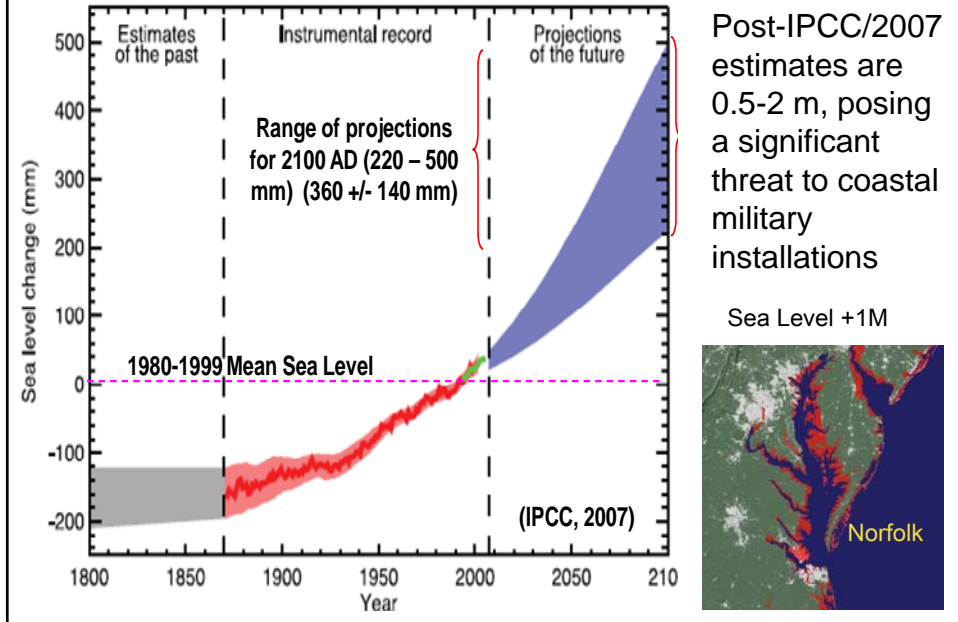 Estimates
of the past
Instrumental record
Projections
of the future
Range of projections
for 2100 AD (220 – 500
mm) (360 +/- 140 mm)
1980-1999 Mean Sea Level
(IPCC, 2007)
Sea level change (mm)
500
400
300
200
100
0
-100
-200
1800
1850
1900
1950
2000
2050
210
Year
Post-IPCC/2007
estimates are
0.5-2 m, posing
a significant
threat to coastal
military
installations
Sea Level +1M
Norfolk